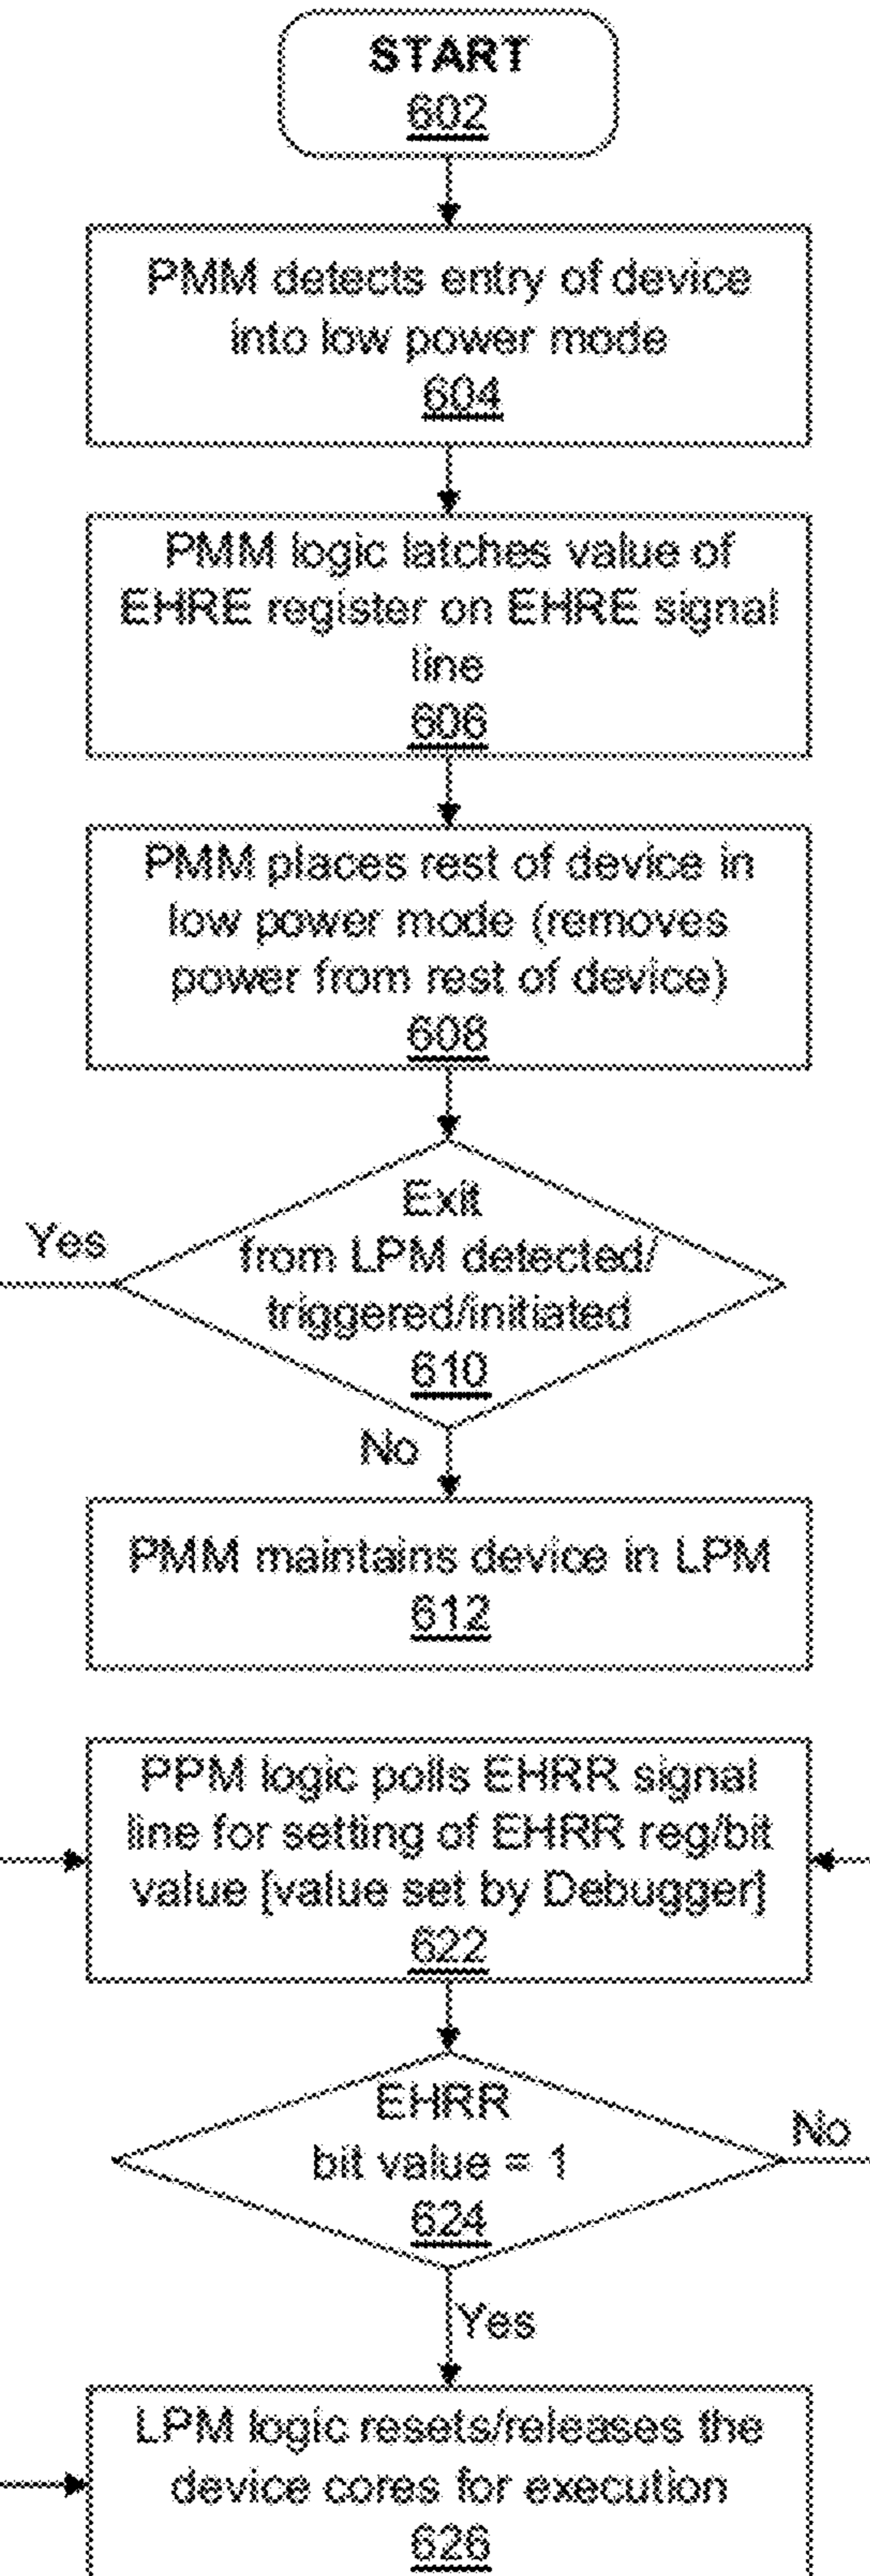 START
602
PMM detects entry of device
into low power mode
604
PMM logic latches value of
EHRE register on EHRE signal
line
606
PMM places rest of device in
low power mode (removes
power from rest of device)
608
Exit
from LPM detected/
triggered/initiated
610
Yes
No
PMM maintains device in LPM
612
PPM logic polls EHRR signal
line for setting of EHRR reg/bit
value [value set by Debugger]
622
EHRR
bit value = 1
624
No
Yes
LPM logic resets/releases the
device cores for execution
626